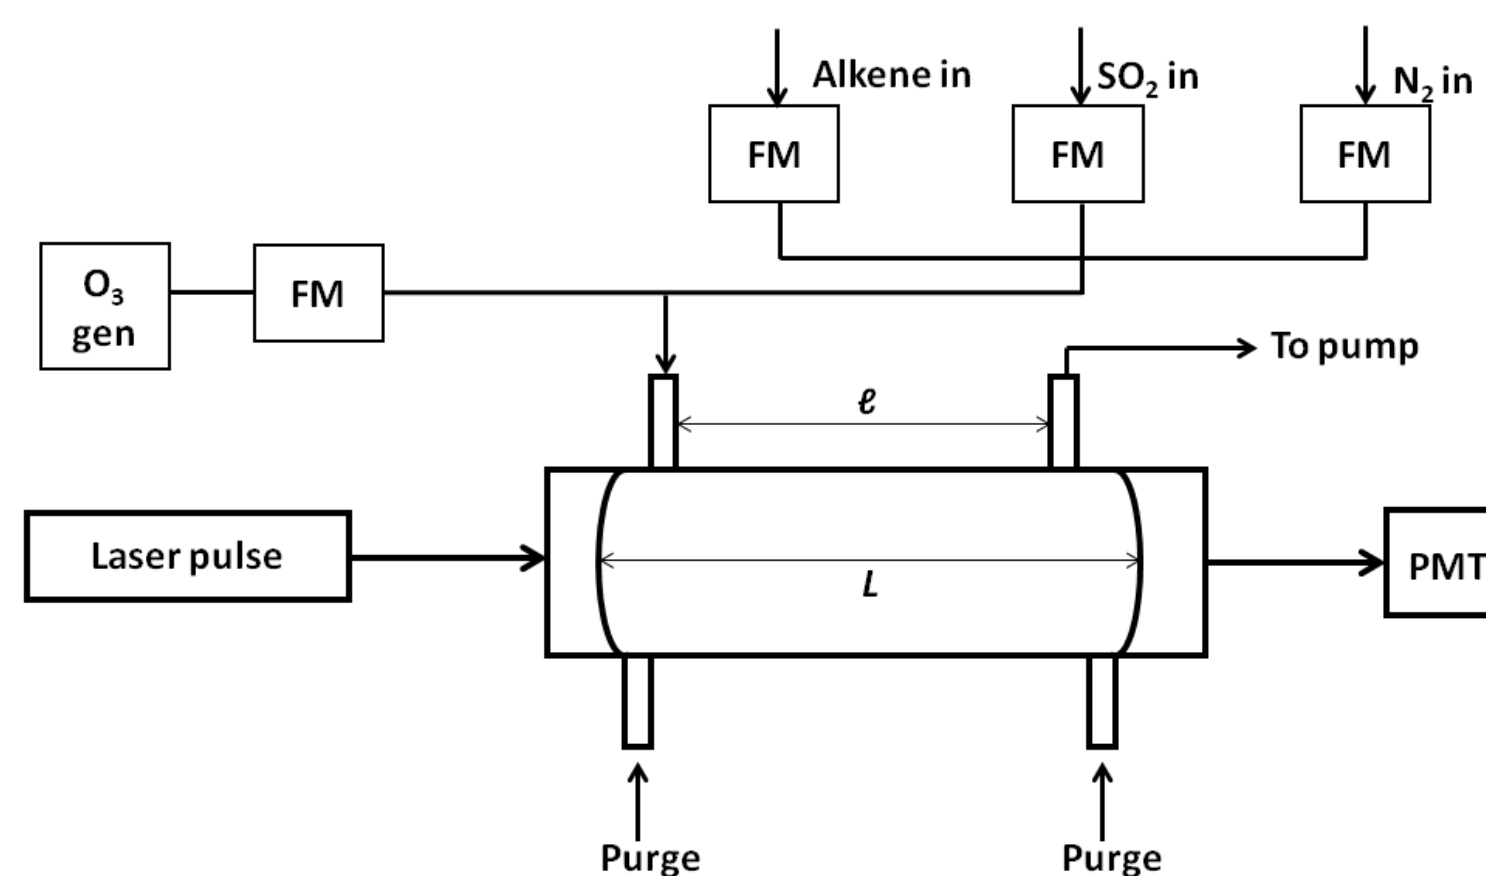 Alkene in
SO₂ in
N₂ in
FM
FM
FM
O₃
gen
FM
To pump
ℓ
Laser pulse
L
PMT
Purge
Purge